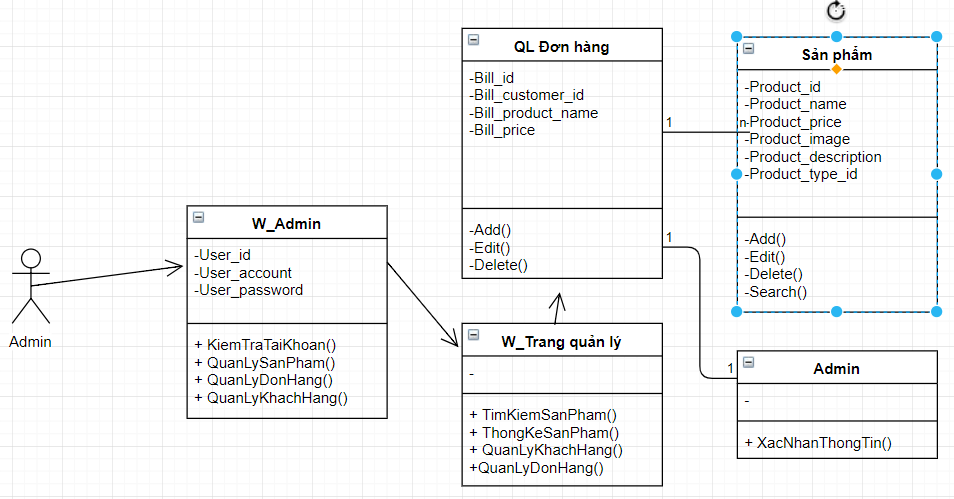 QL Đơn hàng
-Bill_id
-Bill_customer_id
-Bill_product_name
-Bill_price
-Add()
-Edit()
-Delete()
1
n
Sản phẩm
-Product_id
-Product_name
-Product_price
-Product_image
-Product_description
-Product_type_id
-Add()
-Edit()
-Delete()
-Search()
Admin
W_Admin
-User_id
-User_account
-User_password
+ KiemTraTaiKhoan()
+ QuanLySanPham()
+ QuanLyDonHang()
+ QuanLyKhachHang()
W_Trang quản lý
-
+ TimKiemSanPham()
+ ThongKeSanPham()
+ QuanLyKhachHang()
+QuanLyDonHang()
1
1
Admin
-
+ XacNhanThongTin()